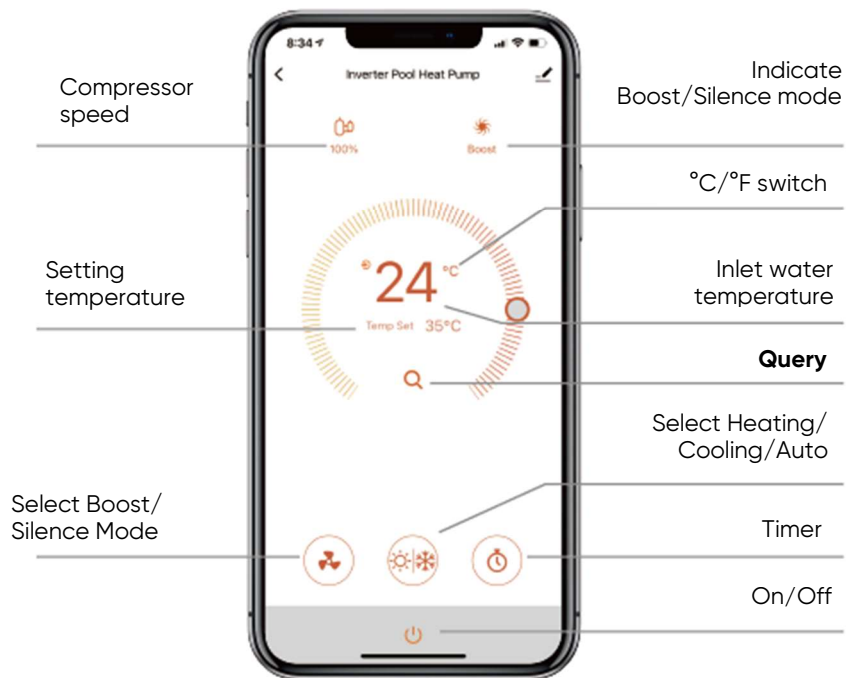 8:34
Inverter Pool Heat Pump
Compressor
speed
Indicate
Boost/Silence mode
100%
Boost
°C/°F switch
Setting
temperature
24 °C
Inlet water
temperature
Temp Set 35°C
Query
Select Heating/
Cooling/Auto
Select Boost/
Silence Mode
Timer
On/Off